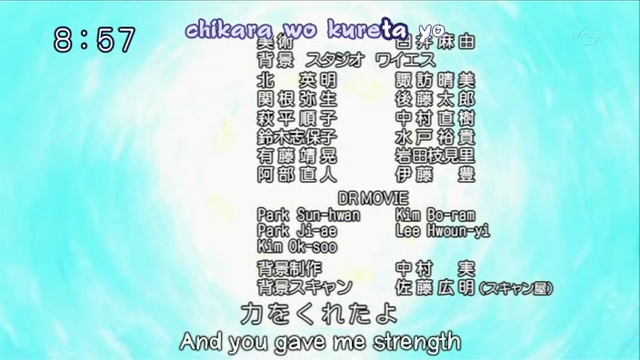 chikara wo kureta yo
8:57
美術 臼井麻由
背景 スタジオ ワイエス
北 英明 諏訪晴美
関根弥生 後藤太郎
萩平順子 中村直樹
鈴木志保子 水戸裕貴
有藤靖晃 岩田枝見里
阿部直人 伊藤 豊
DR MOVIE
Park Sun-hwan Kim Bo-ram
Park Ji-ae Lee Hwoun-yi
Kim Ok-soo
背景制作 中村 実
背景スキャン 佐藤広明(スキャン屋)
力をくれたよ
And you gave me strength